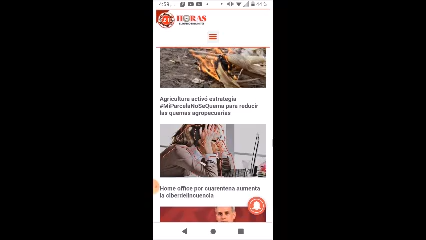 HORAS
Agricultura activó estrategia
#MiParcelaNoSeQuema para reducir
las quemas agropecuarias
Home office por cuarentena aumenta
la ciberdelincuencia